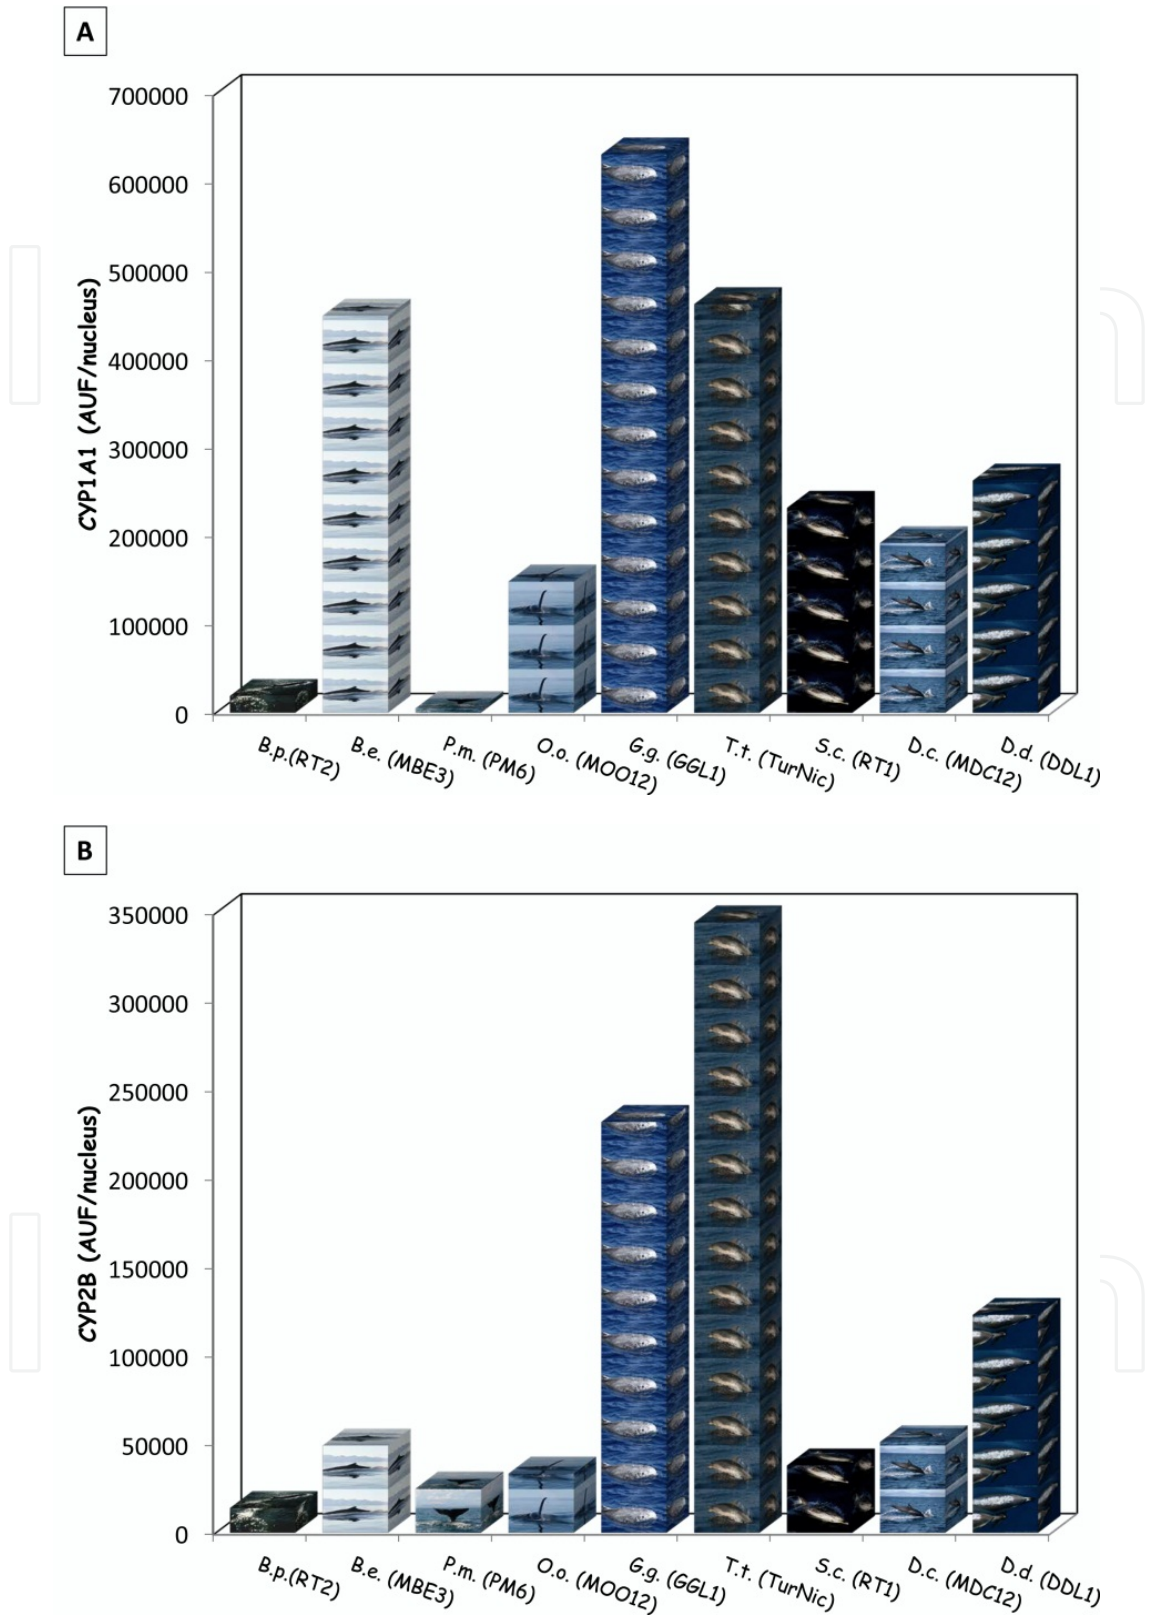 A
700000
600000
500000
400000
300000
200000
100000
0
CYP1A1 (AUF/nucleus)
B.p.(RT2)
B.e. (MBE3)
P.m. (PM6)
O.o. (MOO12)
G.g. (GGL1)
T.t. (TurNic)
S.c. (RT1)
D.c. (MDC12)
D.d. (DDL1)
B
350000
300000
250000
200000
150000
100000
50000
0
CYP2B (AUF/nucleus)
B.p.(RT2)
B.e. (MBE3)
P.m. (PM6)
O.o. (MOO12)
G.g. (GGL1)
T.t. (TurNic)
S.c. (RT1)
D.c. (MDC12)
D.d. (DDL1)